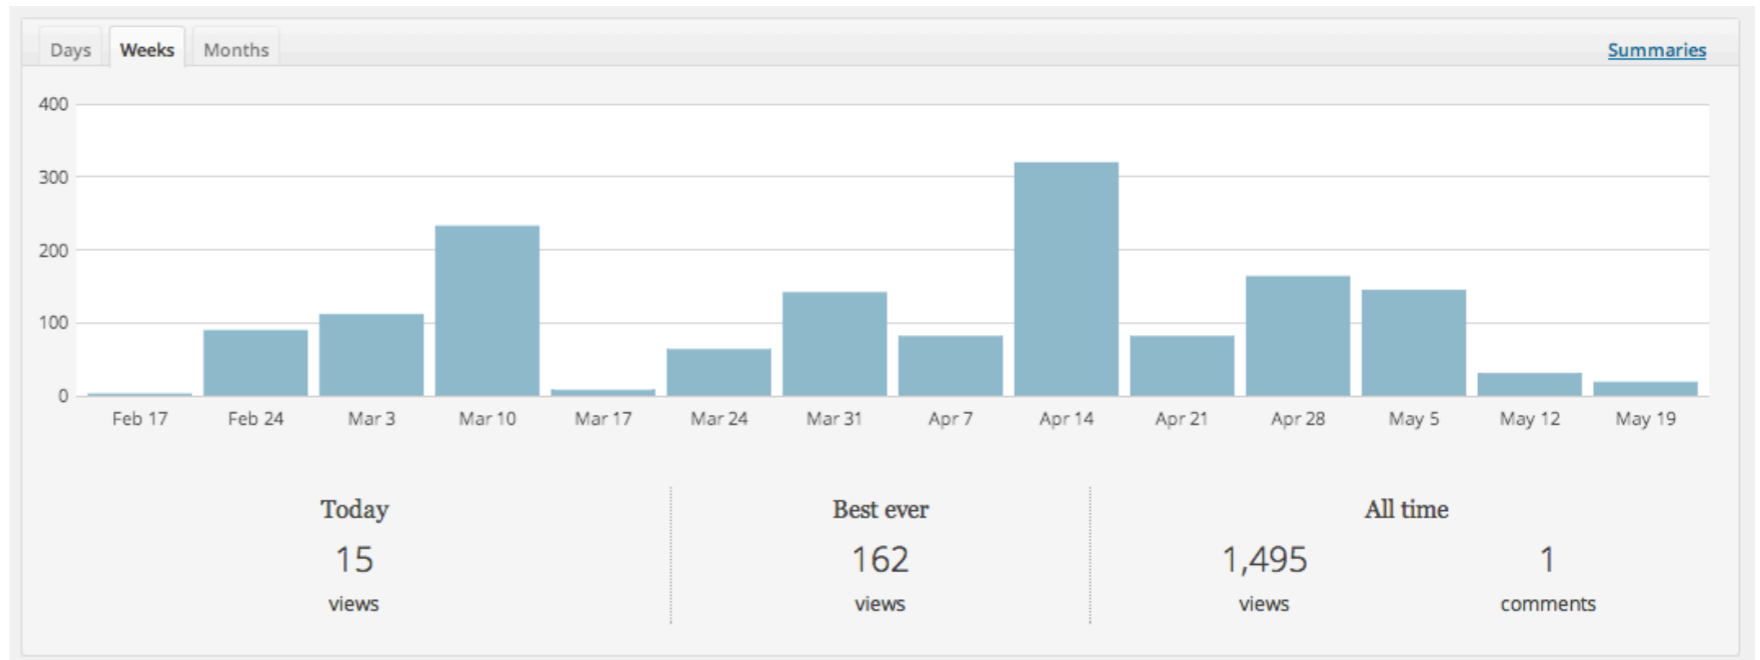 Days Weeks Months Summaries
400
300
200
100
0
Feb 17 Feb 24 Mar 3 Mar 10 Mar 17 Mar 24 Mar 31 Apr 7 Apr 14 Apr 21 Apr 28 May 5 May 12 May 19
Today Best ever All time
15 162 1,495 1
views views views comments